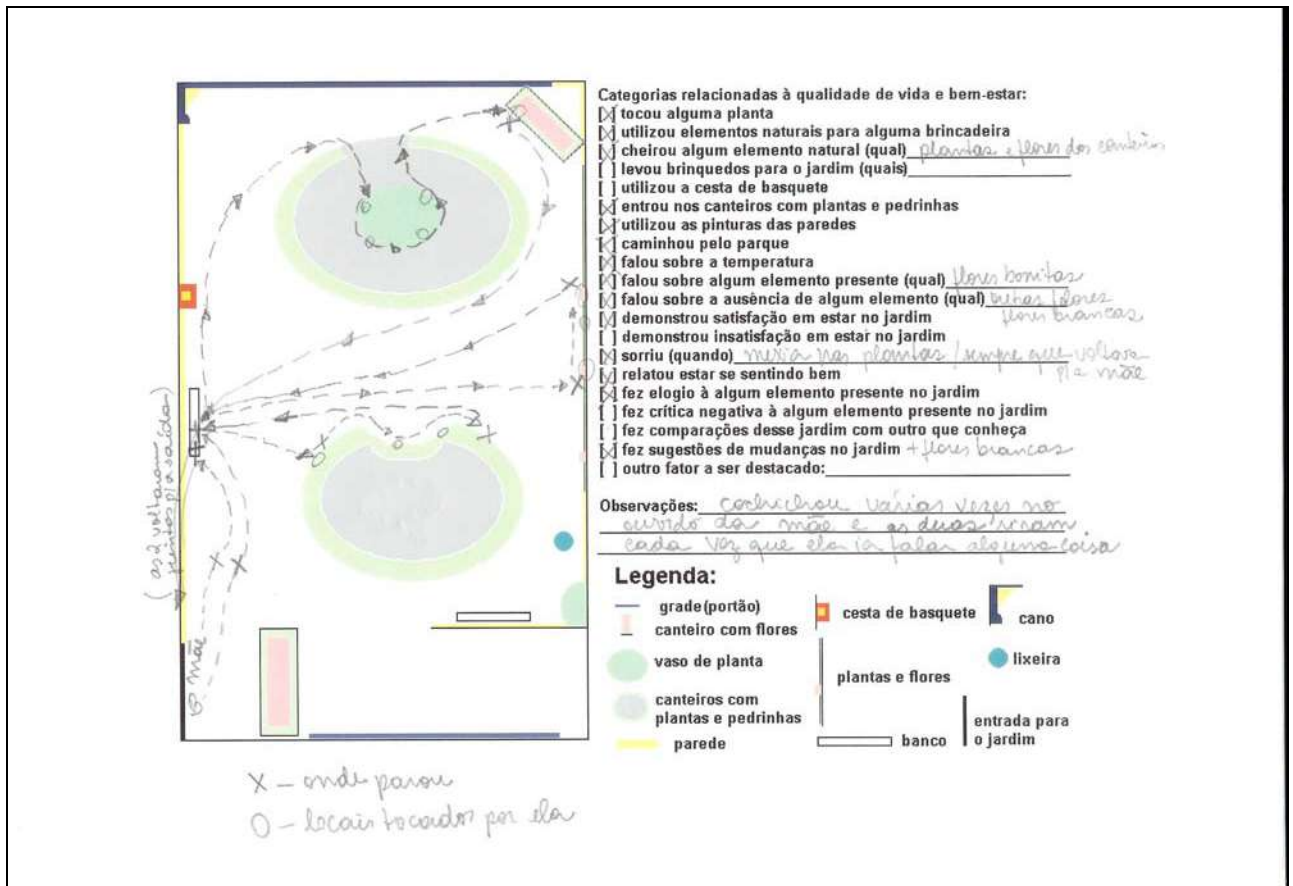 Categorias relacionadas à qualidade de vida e bem-estar:
[X] tocou alguma planta
[X] utilizou elementos naturais para alguma brincadeira
[X] cheirou algum elemento natural (qual) plantas e flores dos canteiros
[ ] levou brinquedos para o jardim (quais)
[ ] utilizou a cesta de basquete
[X] entrou nos canteiros com plantas e pedrinhas
[X] utilizou as pinturas das paredes
[X] caminhou pelo parque
[X] falou sobre a temperatura
[X] falou sobre algum elemento presente (qual) flores bonitas
[X] falou sobre a ausência de algum elemento (qual) outras flores
flores brancas
[X] demonstrou satisfação em estar no jardim
[ ] demonstrou insatisfação em estar no jardim
[X] sorriu (quando) mexia nas plantas / sempre que voltava
p/a mãe
[X] relatou estar se sentindo bem
[X] fez elogio à algum elemento presente no jardim
[ ] fez crítica negativa à algum elemento presente no jardim
[ ] fez comparações desse jardim com outro que conheça
[X] fez sugestões de mudanças no jardim + flores brancas
[ ] outro fator a ser destacado:
Observações: cochichou várias vezes no
ouvido da mãe e as duas riram
cada vez que ela ia falar alguma coisa
(as 2 voltaram
juntas p/a saída)
mãe
Legenda:
grade(portão)
canteiro com flores
vaso de planta
canteiros com
plantas e pedrinhas
parede
cesta de basquete
plantas e flores
banco
cano
lixeira
entrada para
o jardim
X – onde parou
O – locais tocados por ela